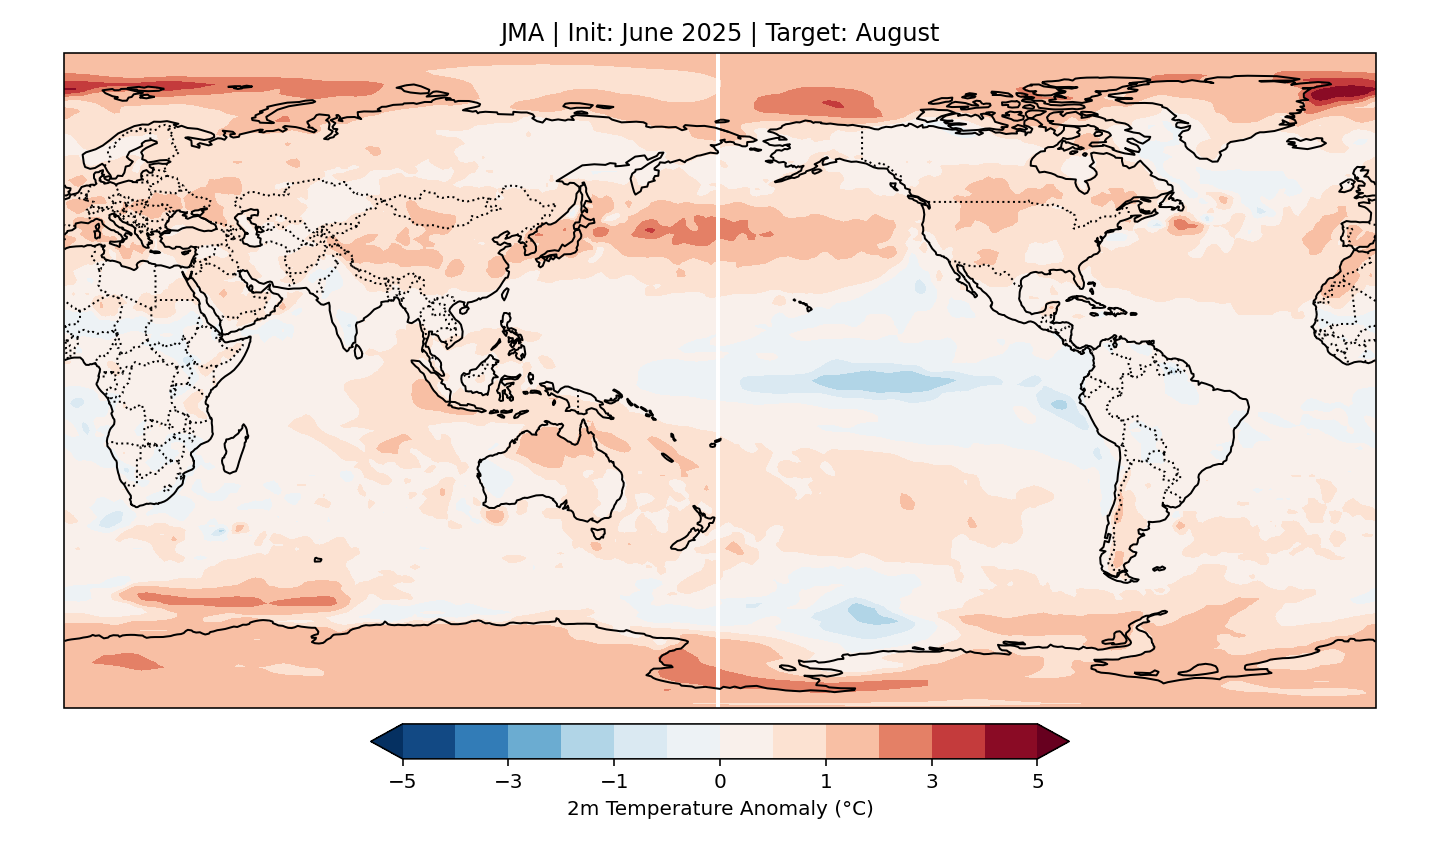 JMA | Init: June 2025 | Target: August
−5 −3 −1 0 1 3 5
2m Temperature Anomaly (°C)